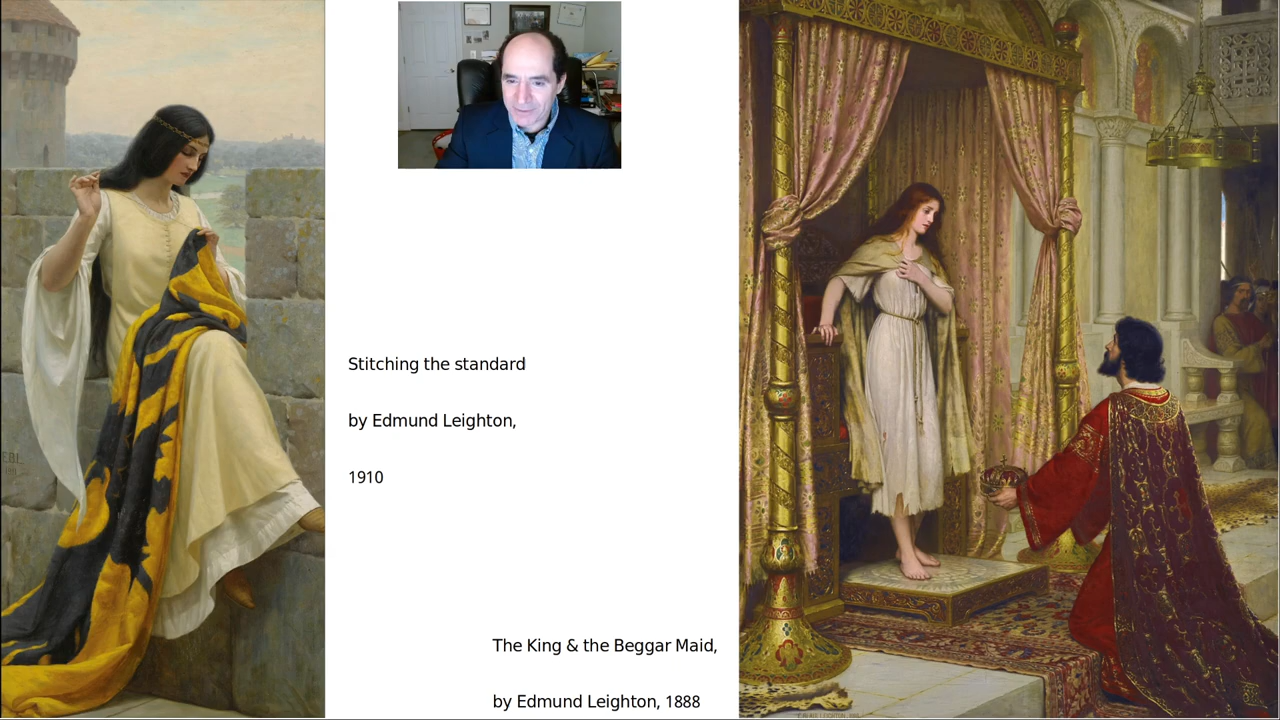 Stitching the standard
by Edmund Leighton,
1910
The King & the Beggar Maid,
by Edmund Leighton, 1888